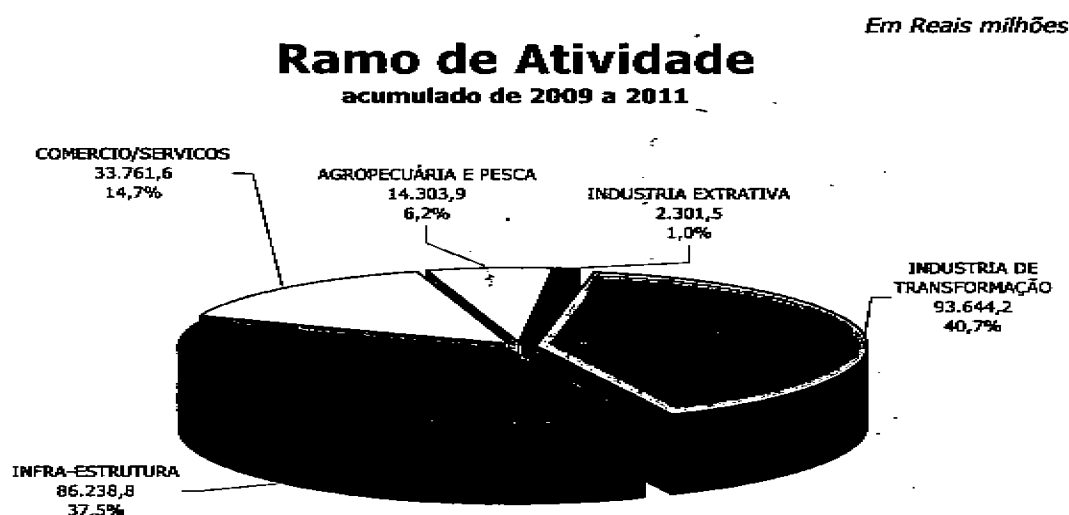 Em Reais milhões
Ramo de Atividade
acumulado de 2009 a 2011
COMERCIO/SERVICOS
33.761,6
14,7%
AGROPECUÁRIA E PESCA
14.303,9
6,2%
INDUSTRIA EXTRATIVA
2.301,5
1,0%
INDUSTRIA DE
TRANSFORMAÇÃO
93.644,2
40,7%
INFRA-ESTRUTURA
86.238,8
37,5%